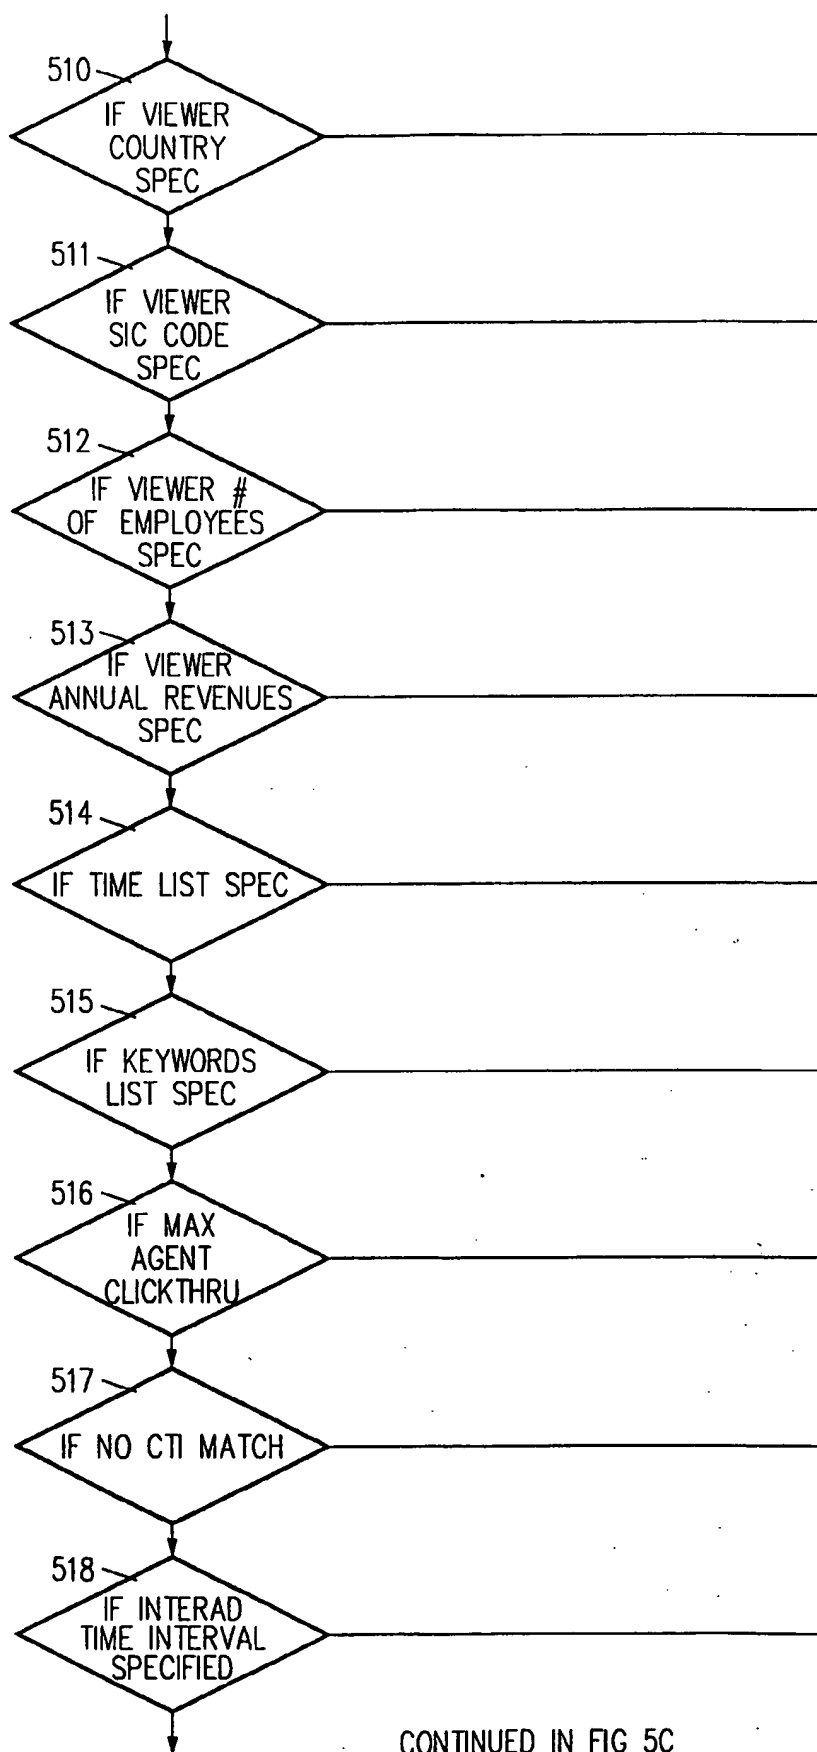 510
IF VIEWER
COUNTRY
SPEC
511
IF VIEWER
SIC CODE
SPEC
512
IF VIEWER #
OF EMPLOYEES
SPEC
513
IF VIEWER
ANNUAL REVENUES
SPEC
514
IF TIME LIST SPEC
515
IF KEYWORDS
LIST SPEC
516
IF MAX
AGENT
CLICKTHRU
517
IF NO CTI MATCH
518
IF INTERAD
TIME INTERVAL
SPECIFIED
CONTINUED IN FIG 5C